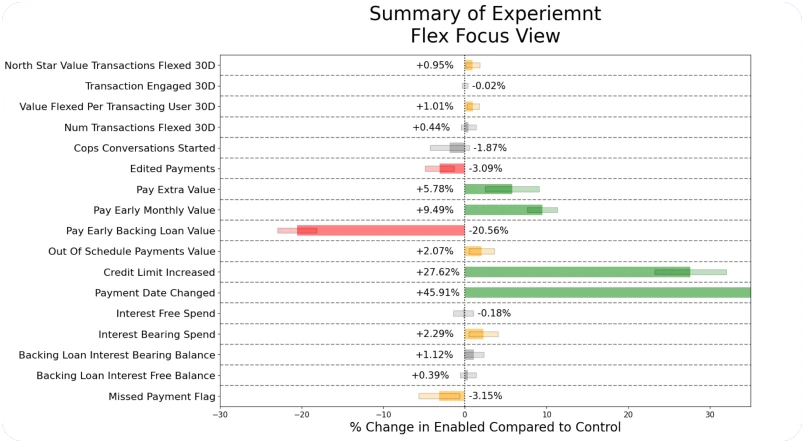 Summary of Experiemnt
Flex Focus View
North Star Value Transactions Flexed 30D +0.95%
Transaction Engaged 30D -0.02%
Value Flexed Per Transacting User 30D +1.01%
Num Transactions Flexed 30D +0.44%
Cops Conversations Started -1.87%
Edited Payments -3.09%
Pay Extra Value +5.78%
Pay Early Monthly Value +9.49%
Pay Early Backing Loan Value -20.56%
Out Of Schedule Payments Value +2.07%
Credit Limit Increased +27.62%
Payment Date Changed +45.91%
Interest Free Spend -0.18%
Interest Bearing Spend +2.29%
Backing Loan Interest Bearing Balance +1.12%
Backing Loan Interest Free Balance +0.39%
Missed Payment Flag -3.15%
−30 −20 −10 0 10 20 30
% Change in Enabled Compared to Control